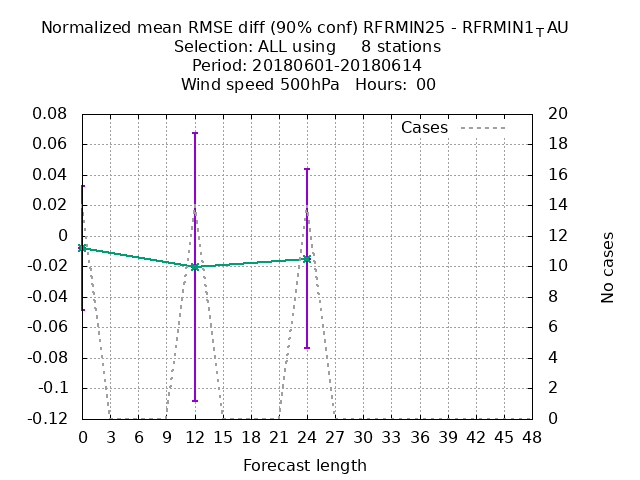 Normalized mean RMSE diff (90% conf) RFRMIN25 - RFRMIN1_TAU
Selection: ALL using 8 stations
Period: 20180601-20180614
Wind speed 500hPa Hours: 00
Cases
0.08
0.06
0.04
0.02
0
-0.02
-0.04
-0.06
-0.08
-0.1
-0.12
20
18
16
14
12
10
8
6
4
2
0
No cases
0 3 6 9 12 15 18 21 24 27 30 33 36 39 42 45 48
Forecast length